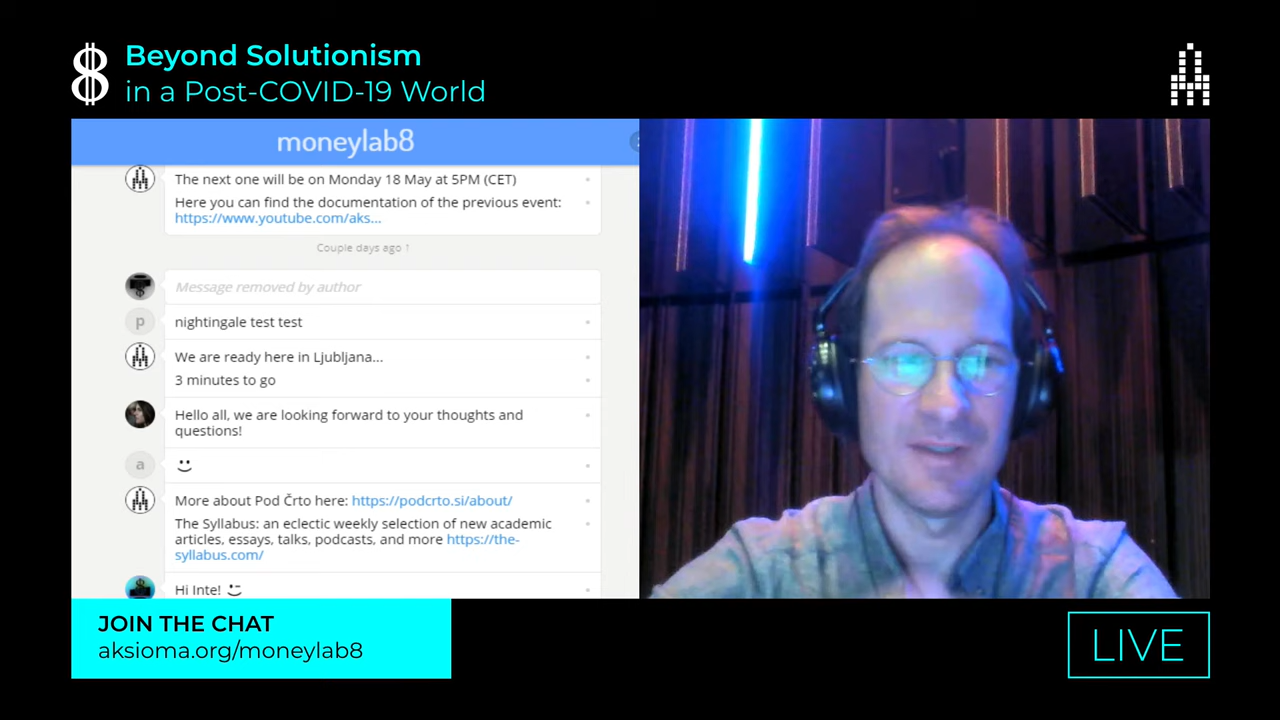 Beyond Solutionism
in a Post-COVID-19 World
moneylab8
The next one will be on Monday 18 May at 5PM (CET)
Here you can find the documentation of the previous event:
https://www.youtube.com/aks...
Couple days ago ↑
Message removed by author
p
nightingale test test
We are ready here in Ljubljana...
3 minutes to go
Hello all, we are looking forward to your thoughts and
questions!
a
More about Pod Črto here: https://podcrto.si/about/
The Syllabus: an eclectic weekly selection of new academic
articles, essays, talks, podcasts, and more https://the-
syllabus.com/
Hi Inte!
JOIN THE CHAT
aksioma.org/moneylab8
LIVE